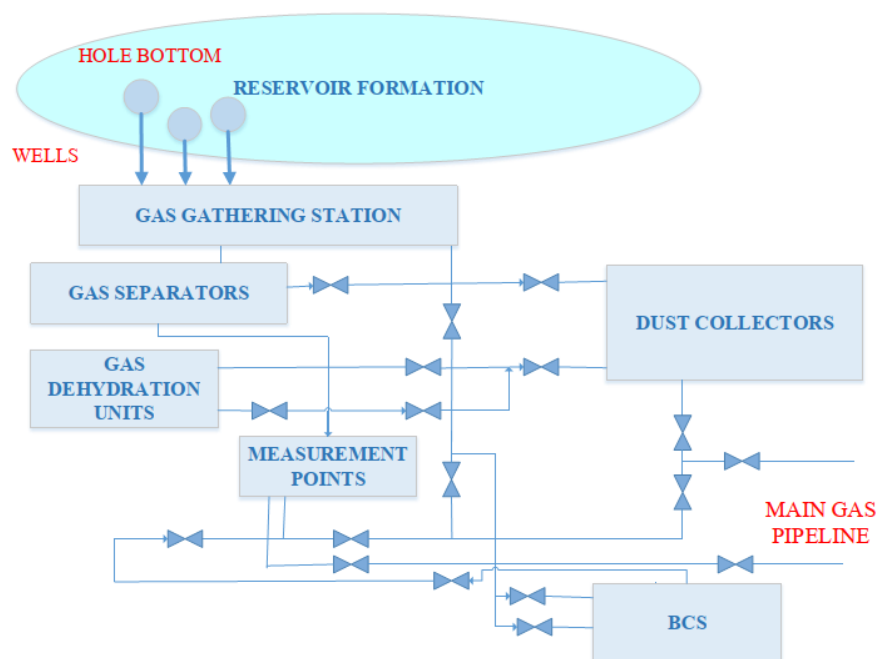 HOLE BOTTOM
RESERVOIR FORMATION
WELLS
GAS GATHERING STATION
GAS SEPARATORS
DUST COLLECTORS
GAS
DEHYDRATION
UNITS
MEASUREMENT
POINTS
MAIN GAS
PIPELINE
BCS